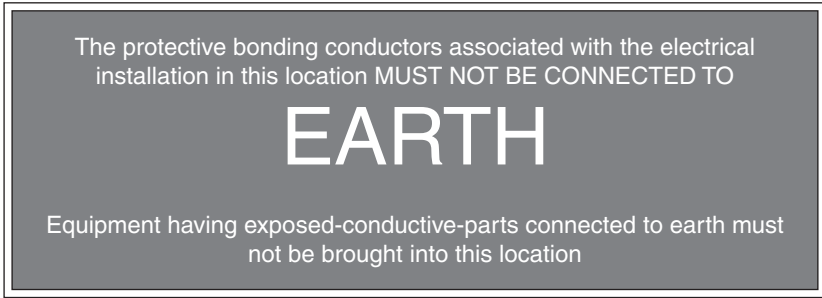 The protective bonding conductors associated with the electrical
installation in this location MUST NOT BE CONNECTED TO
EARTH
Equipment having exposed-conductive-parts connected to earth must
not be brought into this location